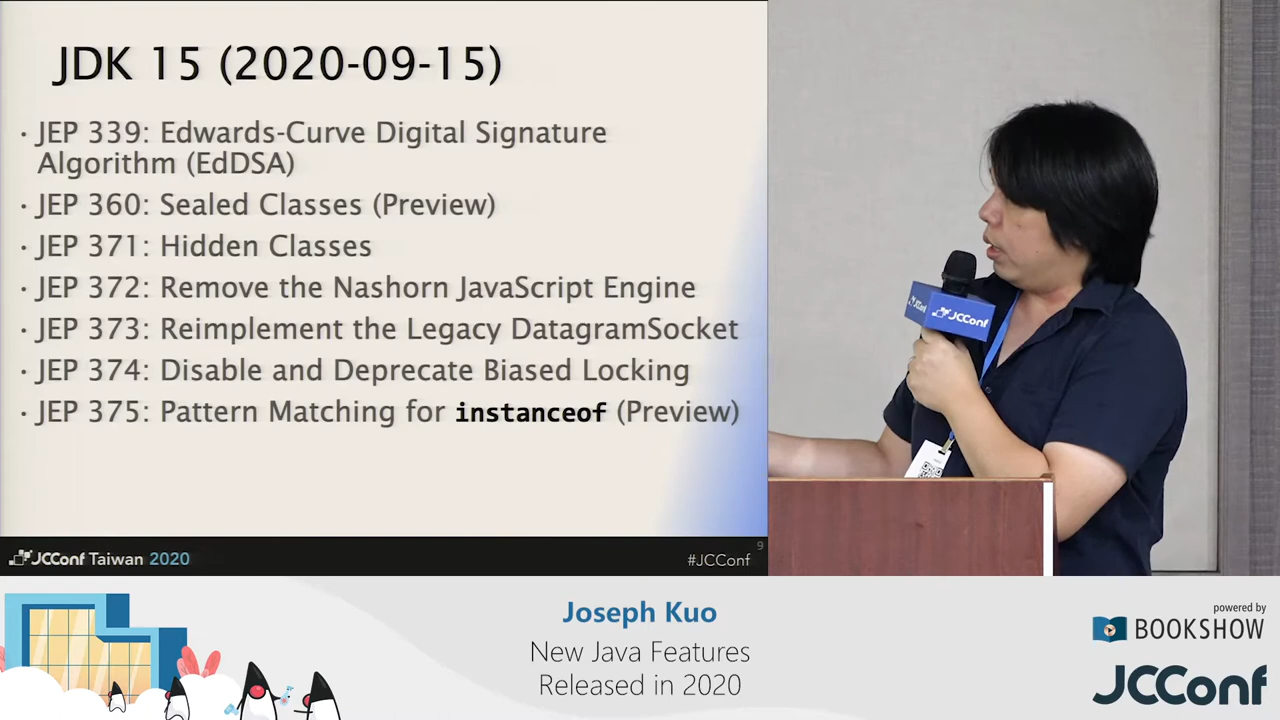 JDK 15 (2020-09-15)
· JEP 339: Edwards-Curve Digital Signature
Algorithm (EdDSA)
· JEP 360: Sealed Classes (Preview)
· JEP 371: Hidden Classes
· JEP 372: Remove the Nashorn JavaScript Engine
· JEP 373: Reimplement the Legacy DatagramSocket
· JEP 374: Disable and Deprecate Biased Locking
· JEP 375: Pattern Matching for instanceof (Preview)
JCConf Taiwan 2020
#JCConf
9
JCConf
JCConf
Joseph Kuo
New Java Features
Released in 2020
powered by
BOOKSHOW
JCConf